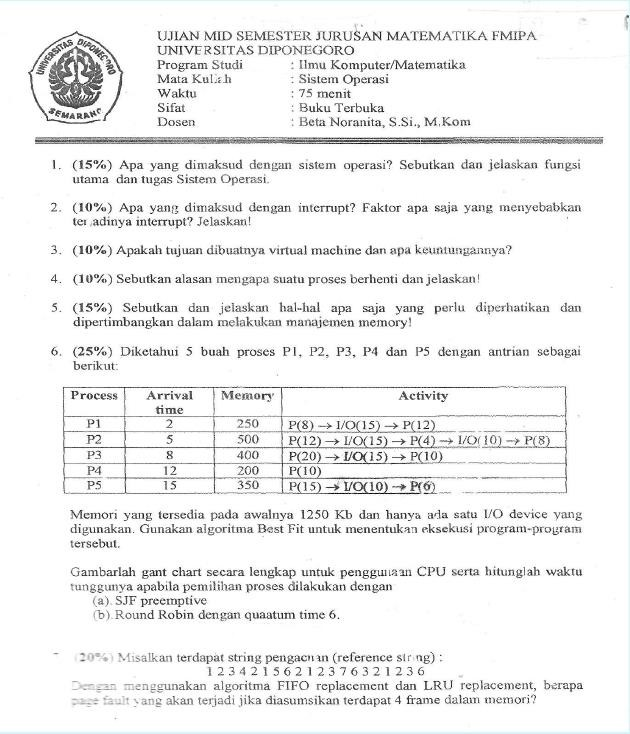 UNIVERSITAS DIPONEGORO
SEMARANG
UJIAN MID SEMESTER JURUSAN MATEMATIKA FMIPA
UNIVERSITAS DIPONEGORO
Program Studi : Ilmu Komputer/Matematika
Mata Kuliah : Sistem Operasi
Waktu : 75 menit
Sifat : Buku Terbuka
Dosen : Beta Noranita, S.Si., M.Kom
1. (15%) Apa yang dimaksud dengan sistem operasi? Sebutkan dan jelaskan fungsi
utama dan tugas Sistem Operasi.
2. (10%) Apa yang dimaksud dengan interrupt? Faktor apa saja yang menyebabkan
terjadinya interrupt? Jelaskan!
3. (10%) Apakah tujuan dibuatnya virtual machine dan apa keuntungannya?
4. (10%) Sebutkan alasan mengapa suatu proses berhenti dan jelaskan!
5. (15%) Sebutkan dan jelaskan hal-hal apa saja yang perlu diperhatikan dan
dipertimbangkan dalam melakukan manajemen memory!
6. (25%) Diketahui 5 buah proses P1, P2, P3, P4 dan P5 dengan antrian sebagai
berikut:
Process Arrival time Memory Activity
P1 2 250 P(8) → I/O(15) → P(12)
P2 5 500 P(12) → I/O(15) → P(4) → I/O(10) → P(8)
P3 8 400 P(20) → I/O(15) → P(10)
P4 12 200 P(10)
P5 15 350 P(15) → I/O(10) → P(6)
Memori yang tersedia pada awalnya 1250 Kb dan hanya ada satu I/O device yang
digunakan. Gunakan algoritma Best Fit untuk menentukan eksekusi program-program
tersebut.
Gambarlah gant chart secara lengkap untuk penggunaan CPU serta hitunglah waktu
tunggunya apabila pemilihan proses dilakukan dengan
(a). SJF preemptive
(b). Round Robin dengan quaatum time 6.
(20%) Misalkan terdapat string pengacuan (reference string) :
1 2 3 4 2 1 5 6 2 1 2 3 7 6 3 2 1 2 3 6
Dengan menggunakan algoritma FIFO replacement dan LRU replacement, berapa
page fault yang akan terjadi jika diasumsikan terdapat 4 frame dalam memori?